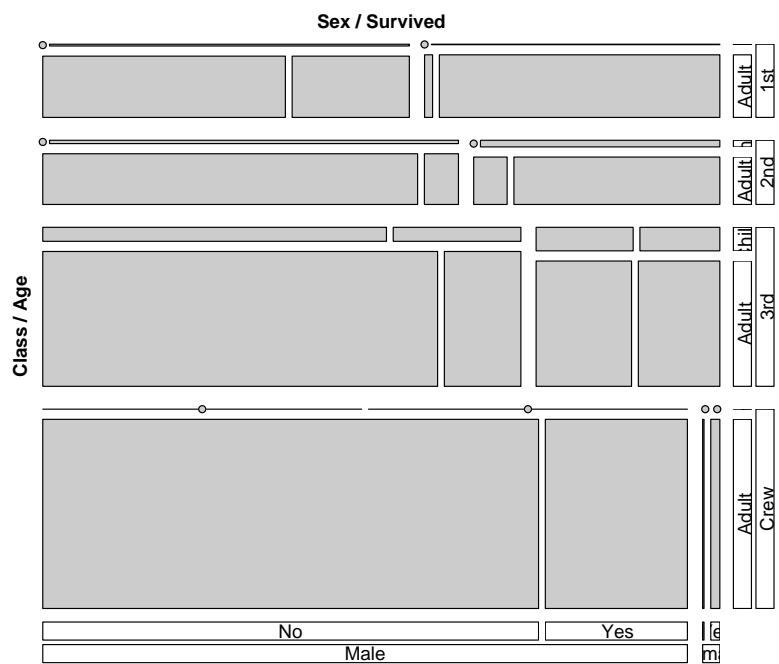 Sex / Survived
Adult
1st
Adult
2nd
Class / Age
Adult
3rd
Adult
Crew
No
Yes
Male